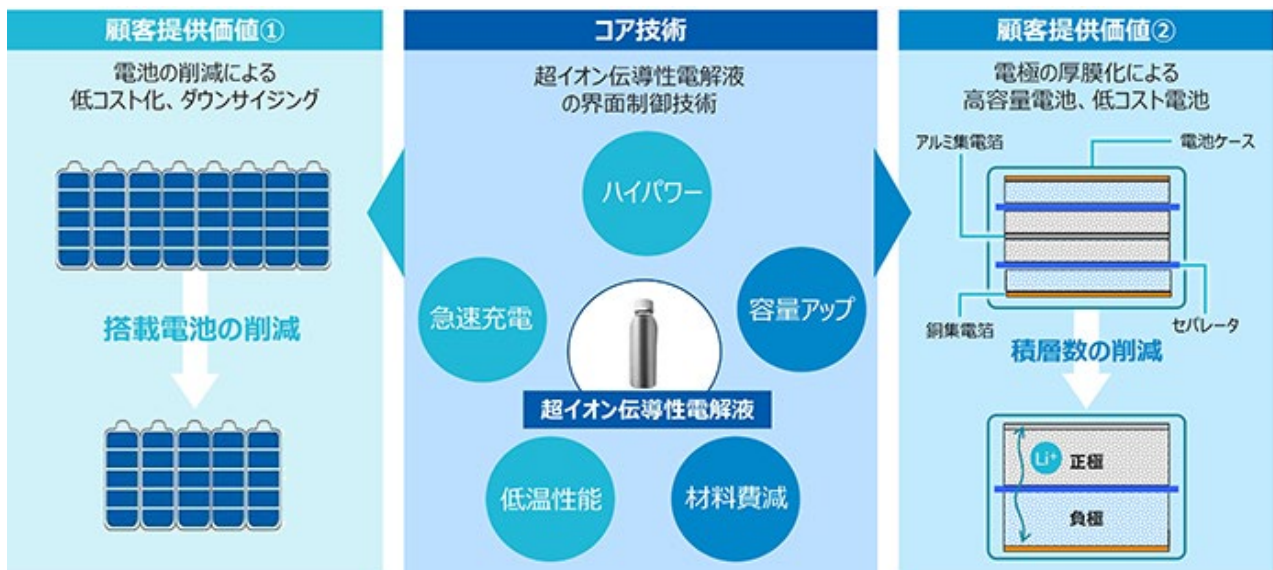 顧客提供価値①
電池の削減による
低コスト化、ダウンサイジング
搭載電池の削減
コア技術
超イオン伝導性電解液
の界面制御技術
ハイパワー
急速充電
容量アップ
超イオン伝導性電解液
低温性能
材料費減
顧客提供価値②
電極の厚膜化による
高容量電池、低コスト電池
アルミ集電箔
電池ケース
銅集電箔
セパレータ
積層数の削減
Li⁺
正極
負極